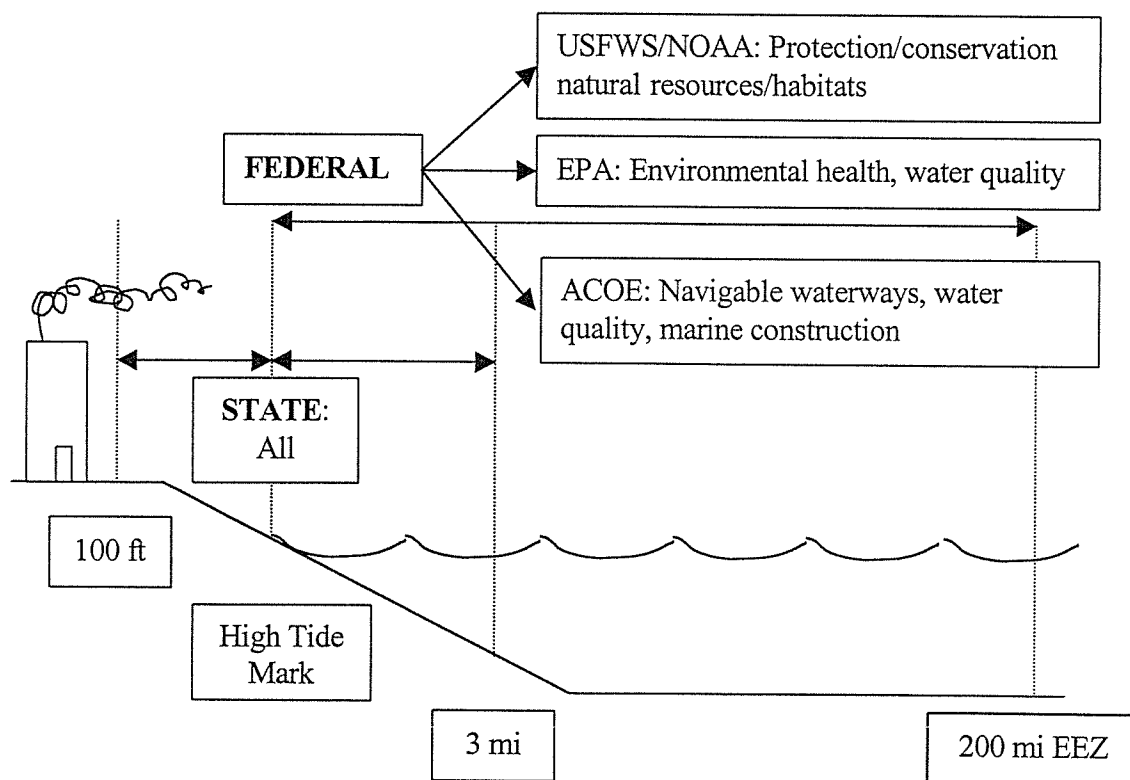 USFWS/NOAA: Protection/conservation
natural resources/habitats
FEDERAL
EPA: Environmental health, water quality
ACOE: Navigable waterways, water
quality, marine construction
STATE:
All
100 ft
High Tide
Mark
3 mi
200 mi EEZ